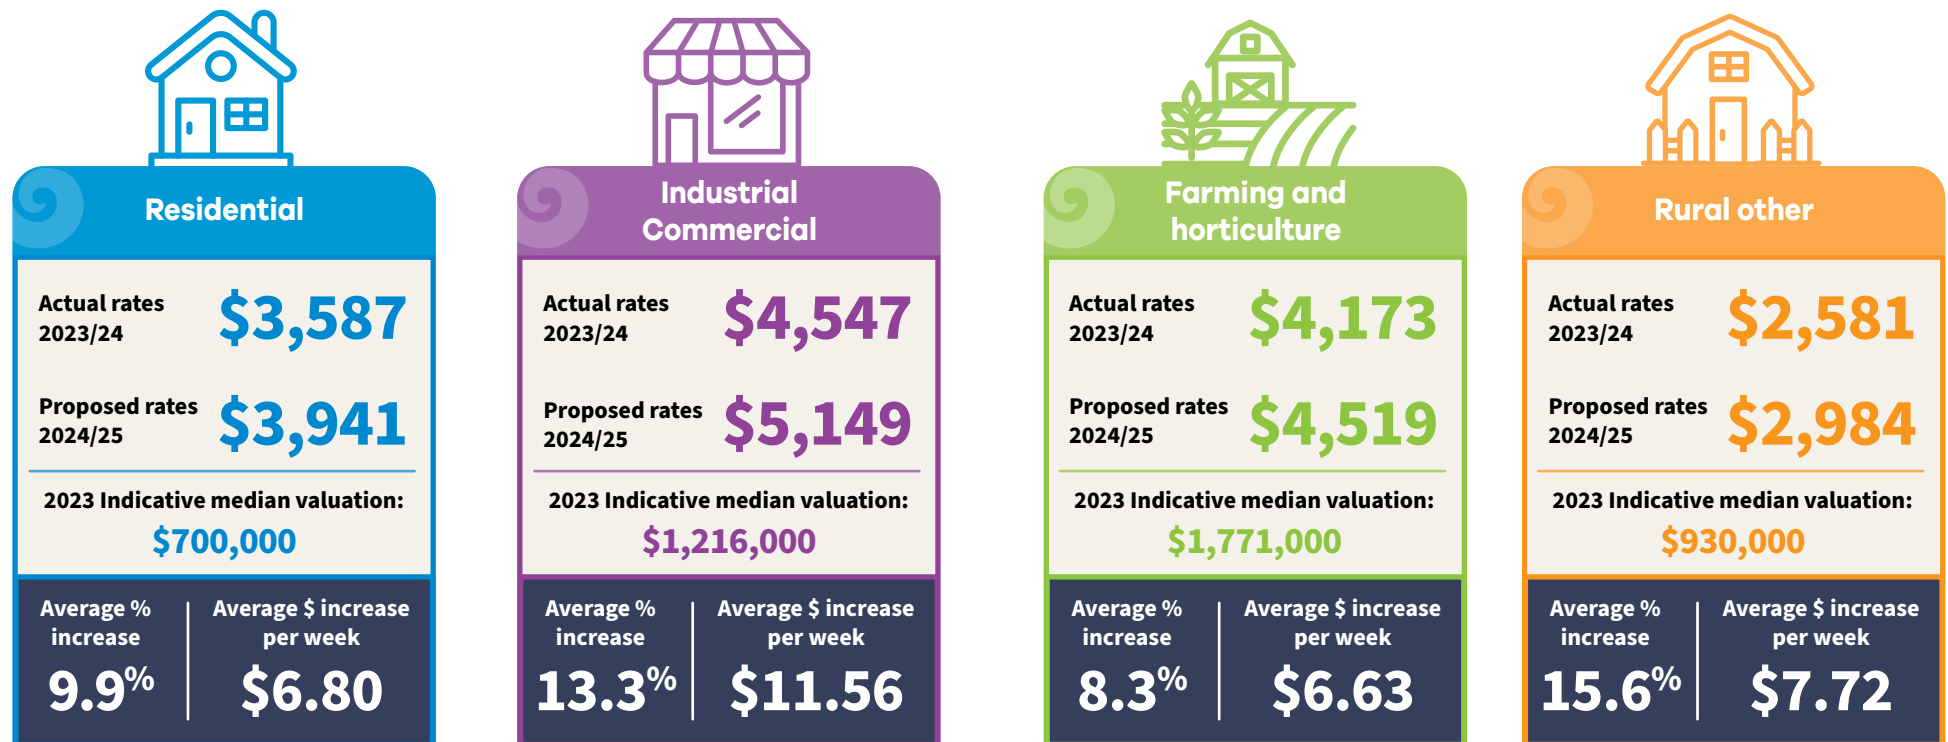 Residential
Actual rates
2023/24
$3,587
Proposed rates
2024/25
$3,941
2023 Indicative median valuation:
$700,000
Average %
increase
9.9%
Average $ increase
per week
$6.80
Industrial
Commercial
Actual rates
2023/24
$4,547
Proposed rates
2024/25
$5,149
2023 Indicative median valuation:
$1,216,000
Average %
increase
13.3%
Average $ increase
per week
$11.56
Farming and
horticulture
Actual rates
2023/24
$4,173
Proposed rates
2024/25
$4,519
2023 Indicative median valuation:
$1,771,000
Average %
increase
8.3%
Average $ increase
per week
$6.63
Rural other
Actual rates
2023/24
$2,581
Proposed rates
2024/25
$2,984
2023 Indicative median valuation:
$930,000
Average %
increase
15.6%
Average $ increase
per week
$7.72